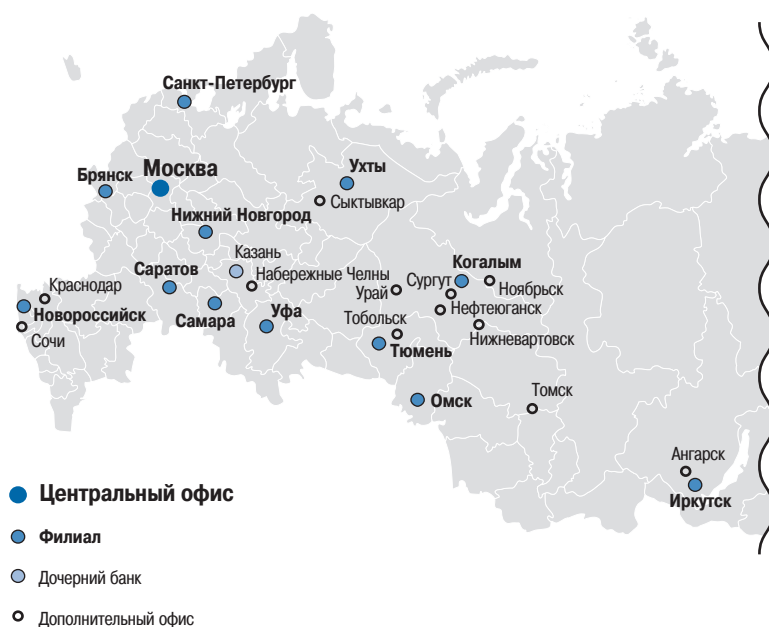 Санкт-Петербург
Ухты
Москва
Брянск
Сыктывкар
Нижний Новгород
Казань
Когалым
Саратов
Набережные Челны
Сургут
Ноябрьск
Краснодар
Урай
Новороссийск
Самара
Уфа
Нефтеюганск
Тобольск
Сочи
Нижневартовск
Тюмень
Томск
Омск
Ангарск
Иркутск
Центральный офис
Филиал
Дочерний банк
Дополнительный офис